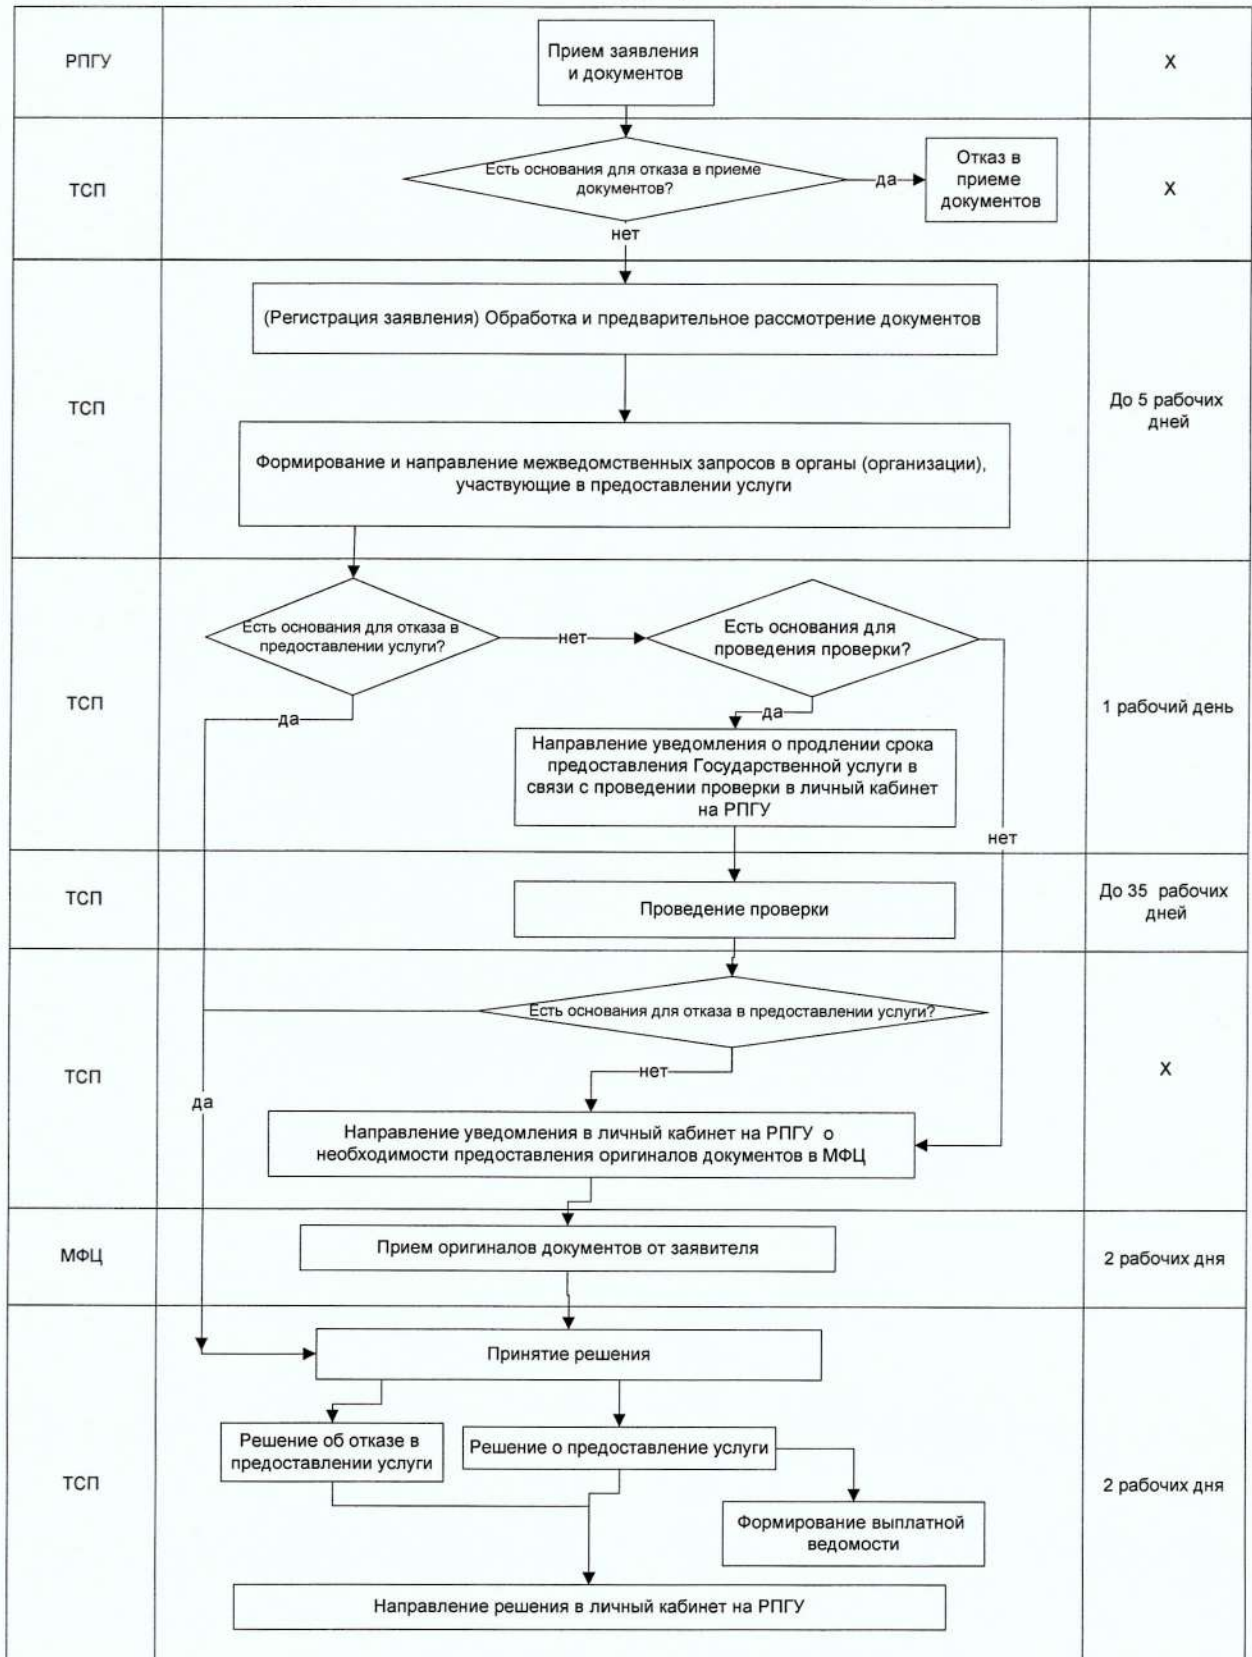 РПГУ
Прием заявления
и документов
X
ТСП
Есть основания для отказа в приеме
документов?
да
Отказ в
приеме
документов
X
нет
ТСП
(Регистрация заявления) Обработка и предварительное рассмотрение документов
Формирование и направление межведомственных запросов в органы (организации),
участвующие в предоставлении услуги
До 5 рабочих
дней
ТСП
Есть основания для отказа в
предоставлении услуги?
нет
Есть основания для
проведения проверки?
да
да
Направление уведомления о продлении срока
предоставления Государственной услуги в
связи с проведении проверки в личный кабинет
на РПГУ
нет
1 рабочий день
ТСП
Проведение проверки
До 35 рабочих
дней
ТСП
Есть основания для отказа в предоставлении услуги?
нет
да
Направление уведомления в личный кабинет на РПГУ о
необходимости предоставления оригиналов документов в МФЦ
X
МФЦ
Прием оригиналов документов от заявителя
2 рабочих дня
ТСП
Принятие решения
Решение об отказе в
предоставлении услуги
Решение о предоставление услуги
Формирование выплатной
ведомости
Направление решения в личный кабинет на РПГУ
2 рабочих дня